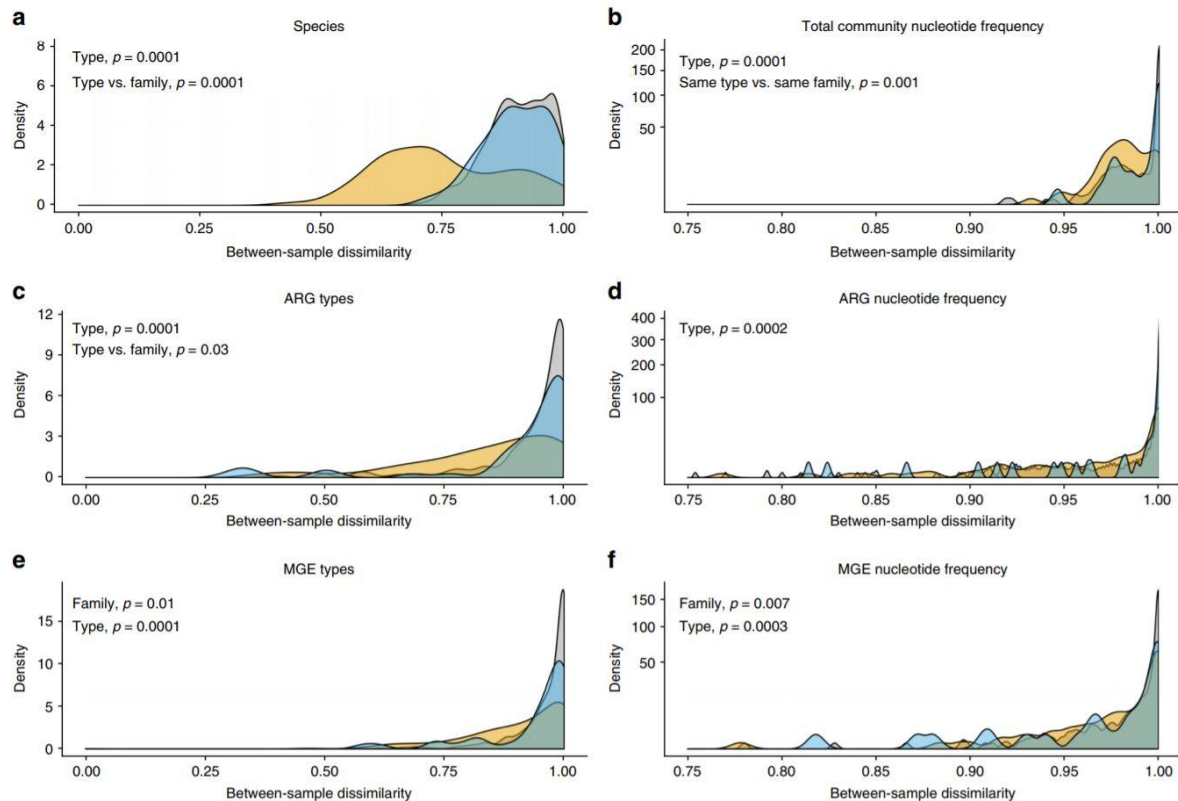 a
Species
8
6
4
2
0
Density
Type, p = 0.0001
Type vs. family, p = 0.0001
0.00 0.25 0.50 0.75 1.00
Between-sample dissimilarity
b
Total community nucleotide frequency
200
150
100
50
Density
Type, p = 0.0001
Same type vs. same family, p = 0.001
0.75 0.80 0.85 0.90 0.95 1.00
Between-sample dissimilarity
c
ARG types
12
9
6
3
0
Density
Type, p = 0.0001
Type vs. family, p = 0.03
0.00 0.25 0.50 0.75 1.00
Between-sample dissimilarity
d
ARG nucleotide frequency
400
300
200
100
Density
Type, p = 0.0002
0.75 0.80 0.85 0.90 0.95 1.00
Between-sample dissimilarity
e
MGE types
15
10
5
0
Density
Family, p = 0.01
Type, p = 0.0001
0.00 0.25 0.50 0.75 1.00
Between-sample dissimilarity
f
MGE nucleotide frequency
150
100
50
Density
Family, p = 0.007
Type, p = 0.0003
0.75 0.80 0.85 0.90 0.95 1.00
Between-sample dissimilarity